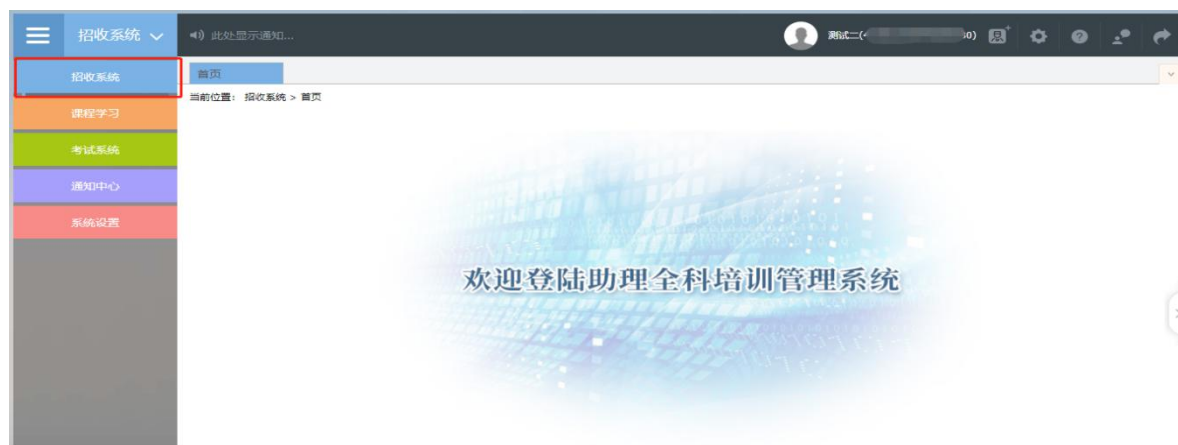 招收系统
此处显示通知...
测试二(
0)
招收系统
首页
课程学习
当前位置： 招收系统 > 首页
考试系统
通知中心
系统设置
欢迎登陆助理全科培训管理系统